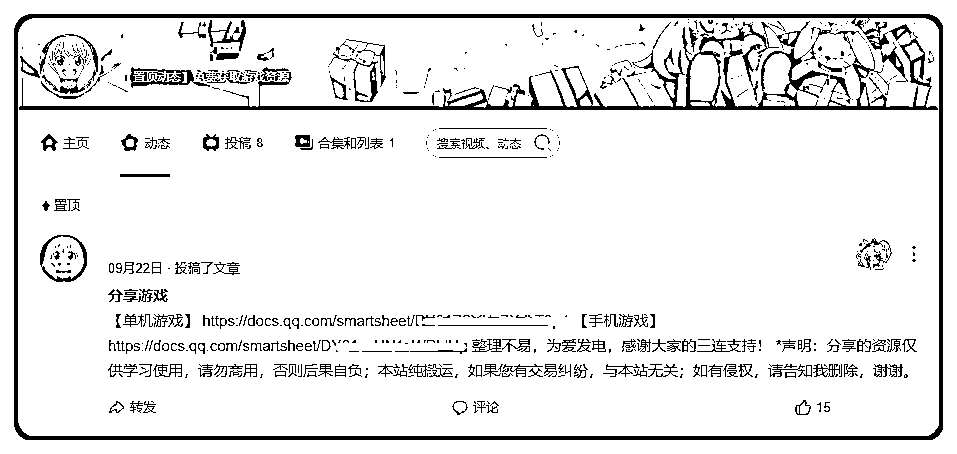 【置顶动态】免费获取游戏资源
主页
动态
投稿 8
合集和列表 1
搜索视频、动态
置顶
09月22日 · 投稿了文章
分享游戏
【单机游戏】 https://docs.qq.com/smartsheet/ 【手机游戏】
https://docs.qq.com/smartsheet/ 整理不易，为爱发电，感谢大家的三连支持！ *声明：分享的资源仅
供学习使用，请勿商用，否则后果自负；本站纯搬运，如果您有交易纠纷，与本站无关；如有侵权，请告知我删除，谢谢。
转发
评论
15